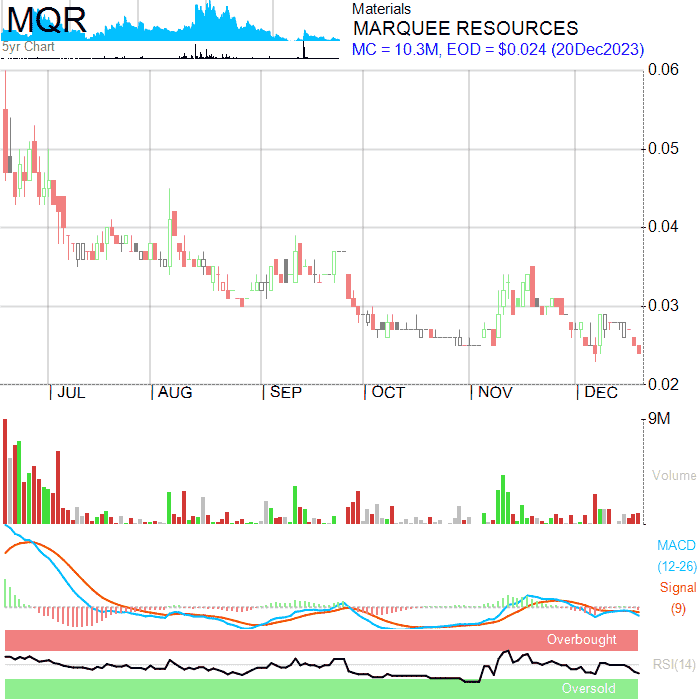 MQR
5yr Chart
Materials
MARQUEE RESOURCES
MC = 10.3M, EOD = $0.024 (20Dec2023)
0.06
0.05
0.04
0.03
0.02
JUL AUG SEP OCT NOV DEC
9M
Volume
MACD
(12-26)
Signal
(9)
Overbought
RSI(14)
Oversold